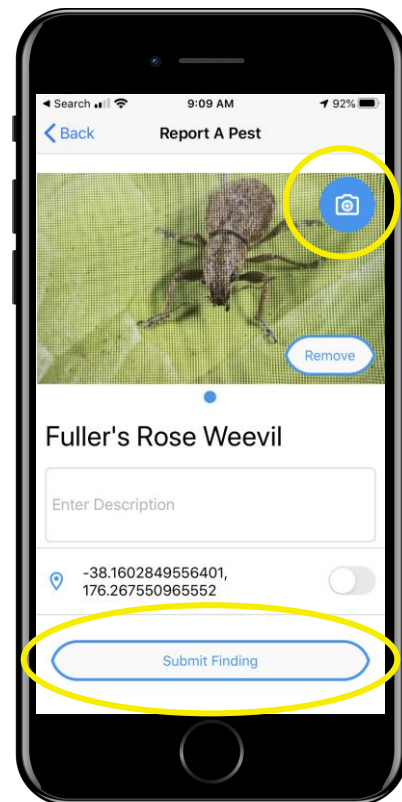 Search 9:09 AM 92%
Back Report A Pest
Remove
Fuller's Rose Weevil
Enter Description
-38.1602849556401,
176.267550965552
Submit Finding